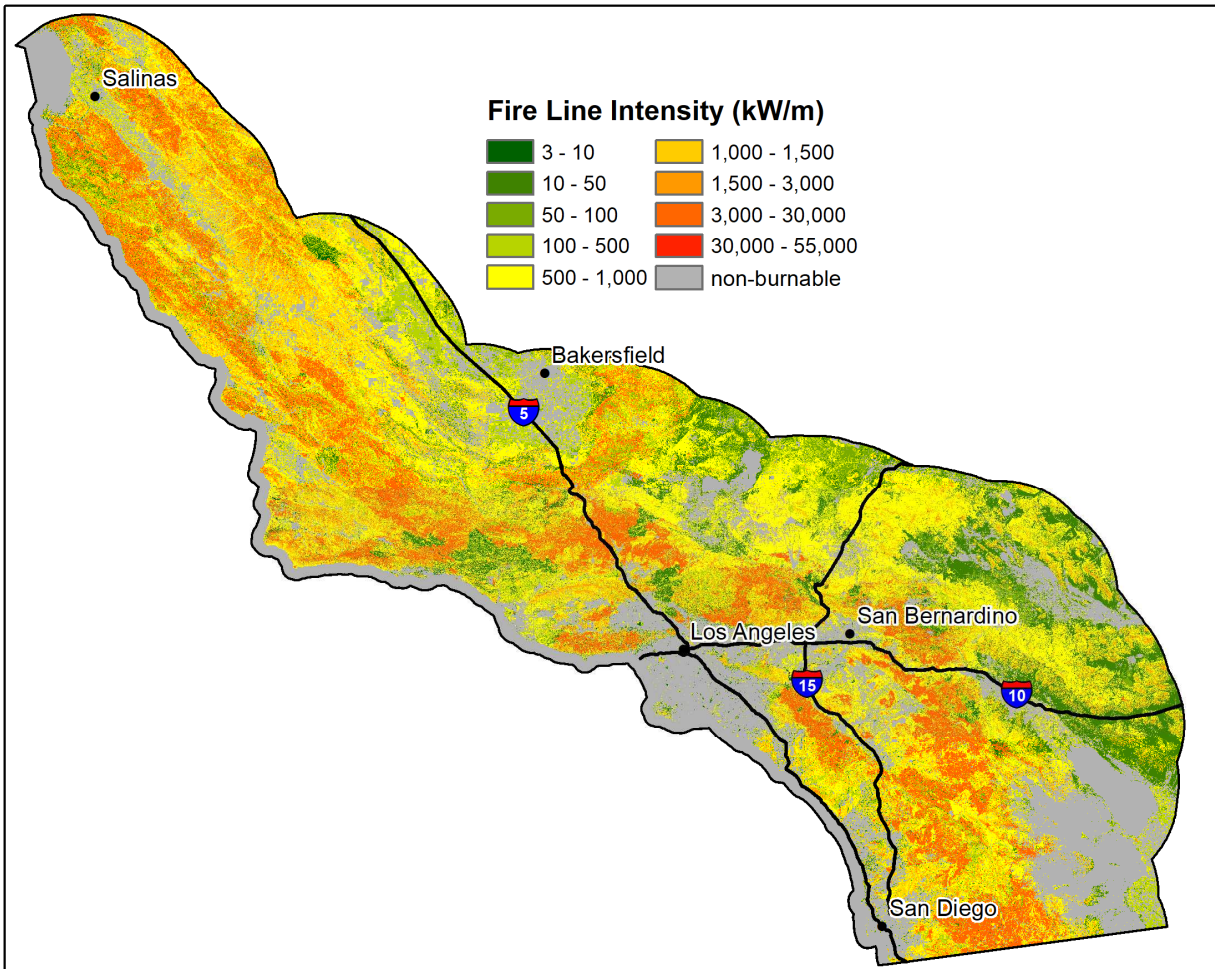 Salinas
Fire Line Intensity (kW/m)
3 - 10
1,000 - 1,500
10 - 50
1,500 - 3,000
50 - 100
3,000 - 30,000
100 - 500
30,000 - 55,000
500 - 1,000
non-burnable
Bakersfield
5
San Bernardino
Los Angeles
15
10
San Diego